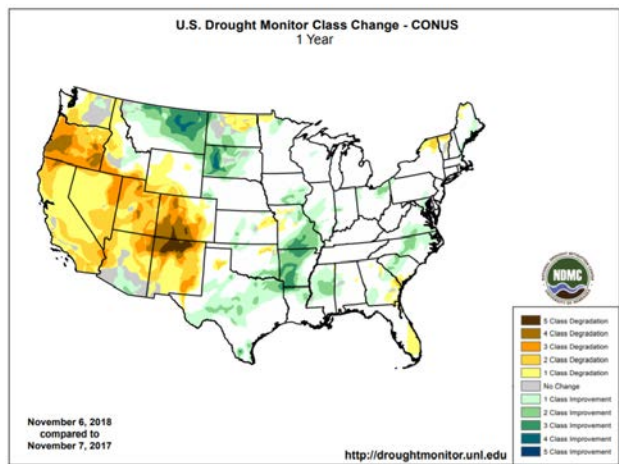 U.S. Drought Monitor Class Change - CONUS
1 Year
NDMC
5 Class Degradation
4 Class Degradation
3 Class Degradation
2 Class Degradation
1 Class Degradation
No Change
1 Class Improvement
2 Class Improvement
3 Class Improvement
4 Class Improvement
5 Class Improvement
November 6, 2018
compared to
November 7, 2017
http://droughtmonitor.unl.edu